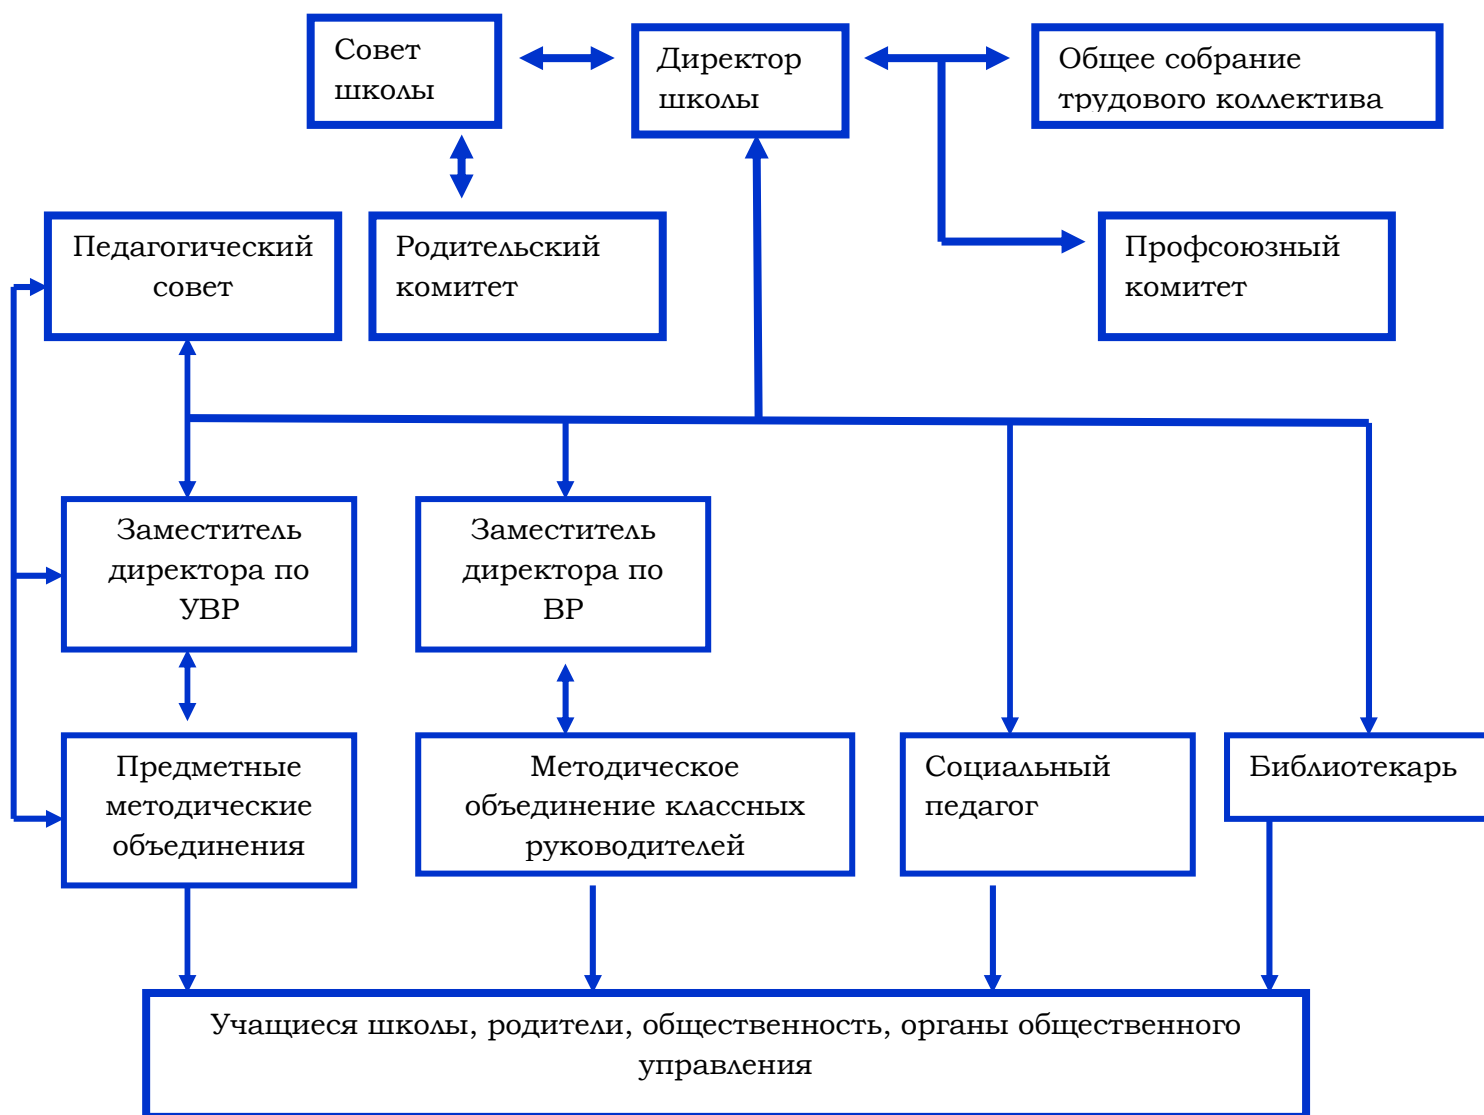 Совет
школы
Директор
школы
Общее собрание
трудового коллектива
Педагогический
совет
Родительский
комитет
Профсоюзный
комитет
Заместитель
директора по
УВР
Заместитель
директора по
ВР
Предметные
методические
объединения
Методическое
объединение классных
руководителей
Социальный
педагог
Библиотекарь
Учащиеся школы, родители, общественность, органы общественного
управления